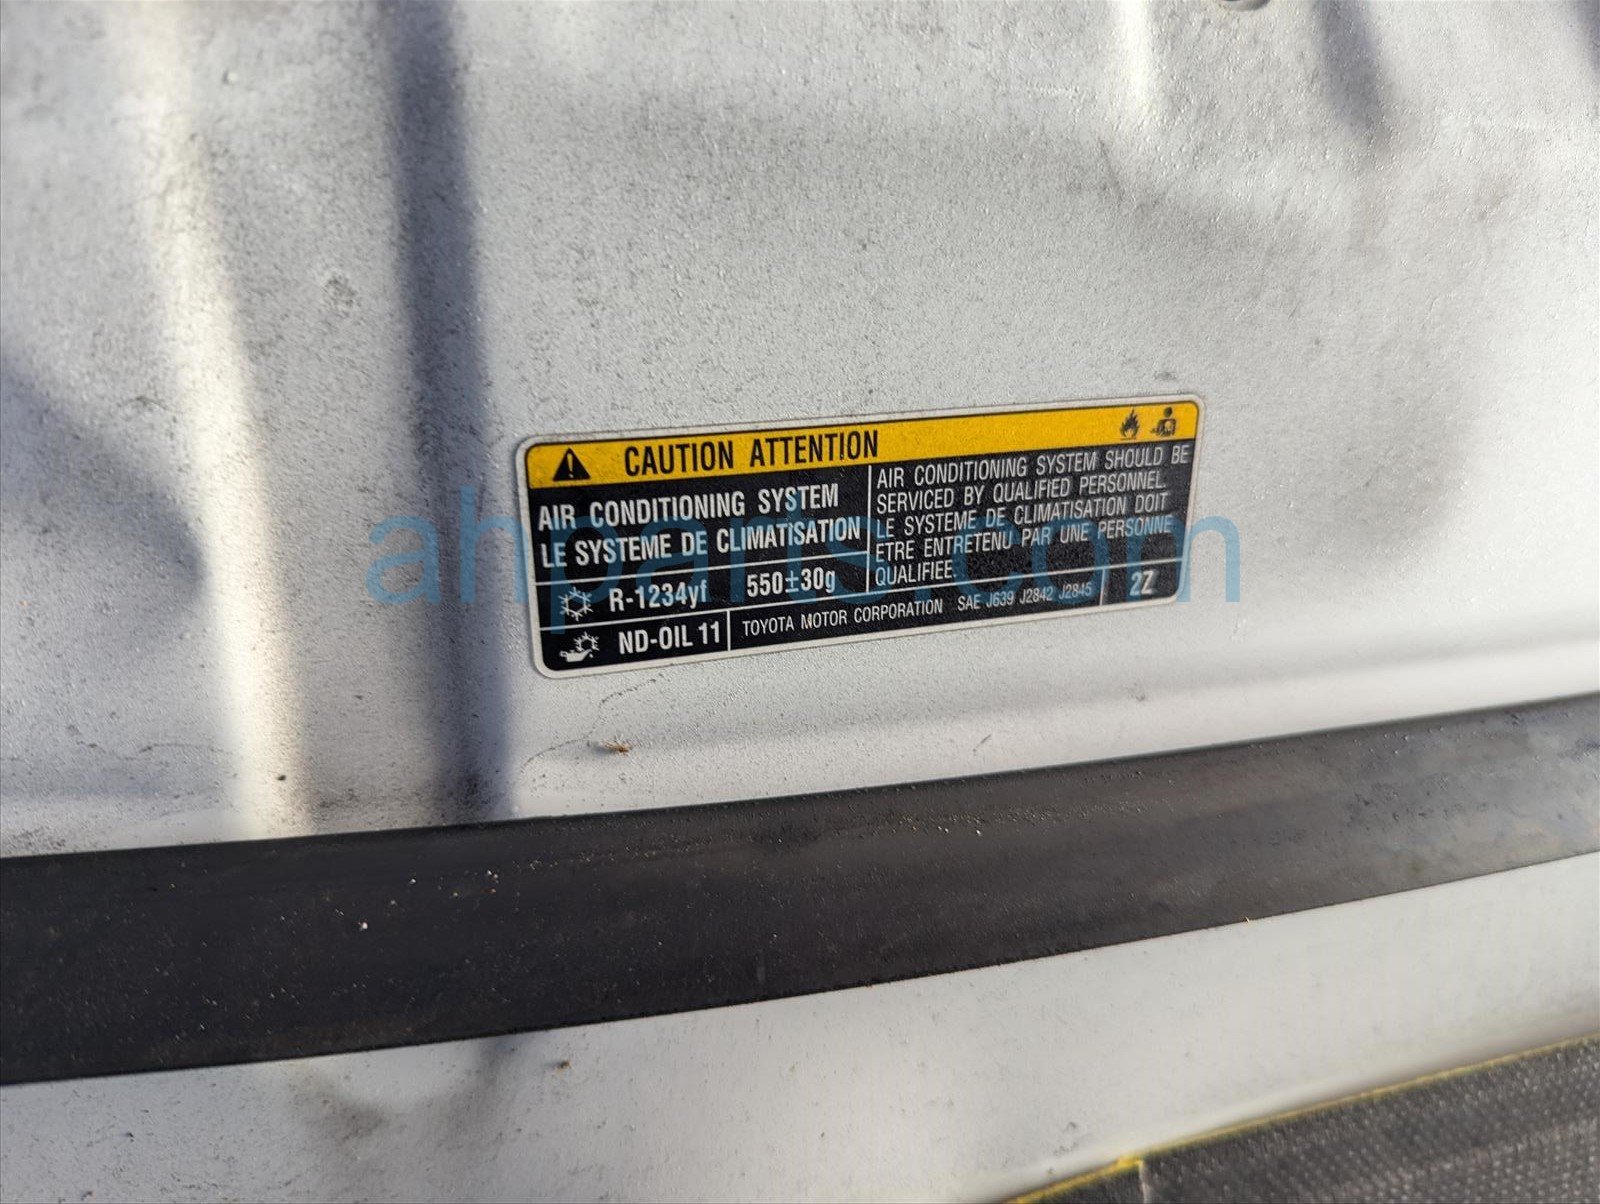 CAUTION ATTENTION
AIR CONDITIONING SYSTEM
LE SYSTEME DE CLIMATISATION
AIR CONDITIONING SYSTEM SHOULD BE
SERVICED BY QUALIFIED PERSONNEL.
LE SYSTEME DE CLIMATISATION DOIT
ETRE ENTRETENU PAR UNE PERSONNE
QUALIFIEE.
R-1234yf 550±30g
ND-OIL 11
TOYOTA MOTOR CORPORATION SAE J639 J2842 J2845
2Z
ahparts.com